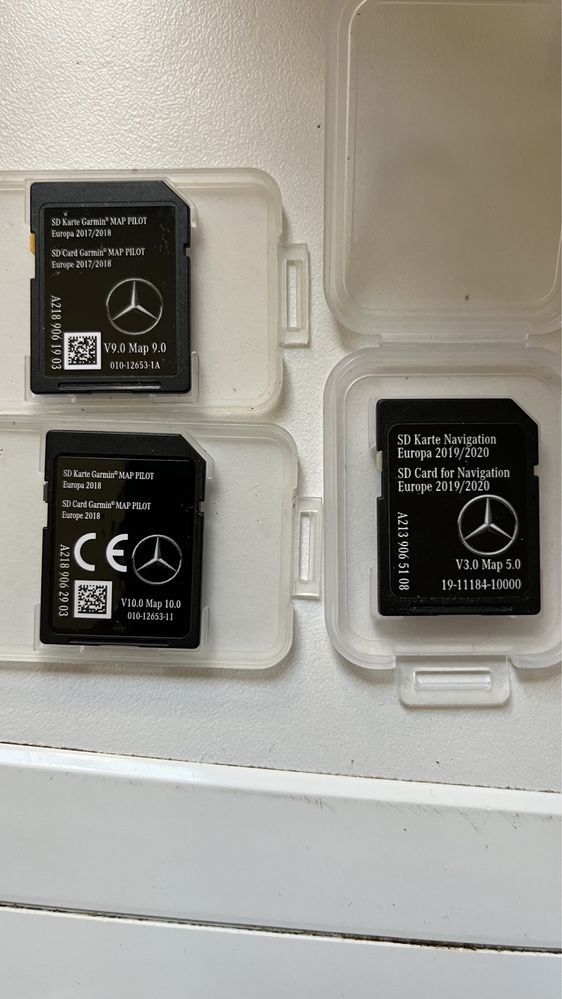 SD Karte Garmin® MAP PILOT
Europa 2017/2018
SD Card Garmin® MAP PILOT
Europe 2017/2018
A218 906 19 03
V9.0 Map 9.0
010-12653-1A
SD Karte Garmin® MAP PILOT
Europa 2018
SD Card Garmin® MAP PILOT
Europe 2018
CE
A218 906 29 03
V10.0 Map 10.0
010-12653-11
SD Karte Navigation
Europa 2019/2020
SD Card for Navigation
Europe 2019/2020
A213 906 51 08
V3.0 Map 5.0
19-11184-10000